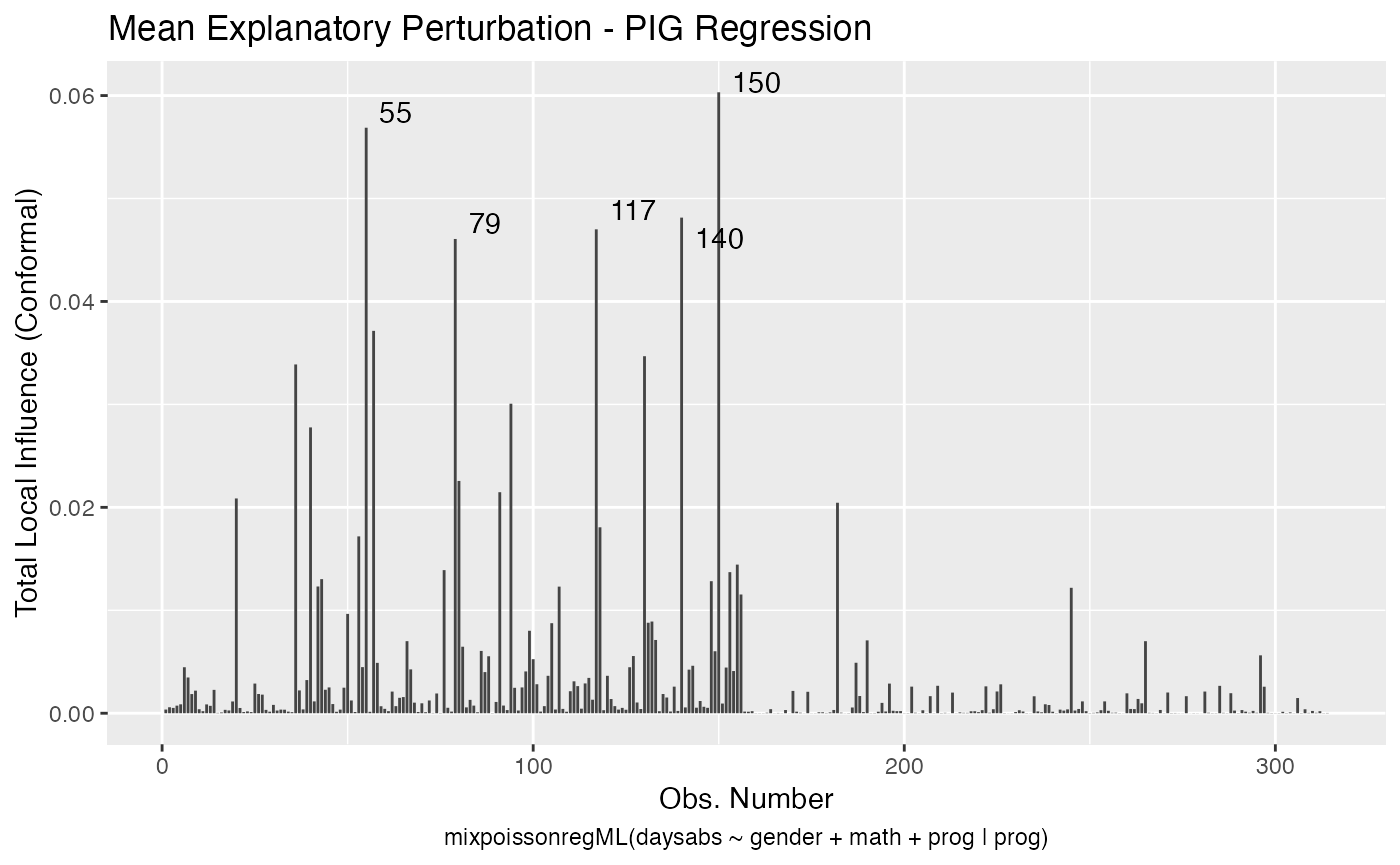 Mean Explanatory Perturbation - PIG Regression
150
55
117
79
140
Total Local Influence (Conformal)
0.06
0.04
0.02
0.00
0 100 200 300
Obs. Number
mixpoissonregML(daysabs ~ gender + math + prog | prog)